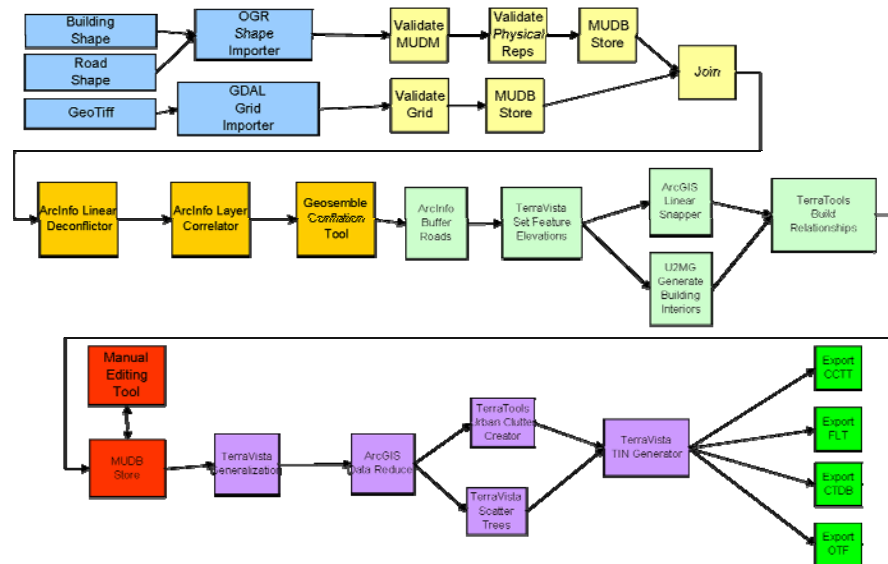 Building
Shape
Road
Shape
GeoTiff
OGR
Shape
Importer
GDAL
Grid
Importer
Validate
MUDM
Validate
Physical
Reps
MUDB
Store
Validate
Grid
MUDB
Store
Join
ArcInfo Linear
Deconflictor
ArcInfo Layer
Correlator
Geosemble
Conflation
Tool
ArcInfo
Buffer
Roads
TerraVista
Set Feature
Elevations
ArcGIS
Linear
Snapper
U2MG
Generate
Building
Interiors
TerraTools
Build
Relationships
Manual
Editing
Tool
MUDB
Store
TerraVista
Generalization
ArcGIS
Data Reduce
TerraTools
Urban Clutter
Creator
TerraVista
Scatter
Trees
TerraVista
TIN Generator
Export
CCTT
Export
FLT
Export
CTDB
Export
OTF